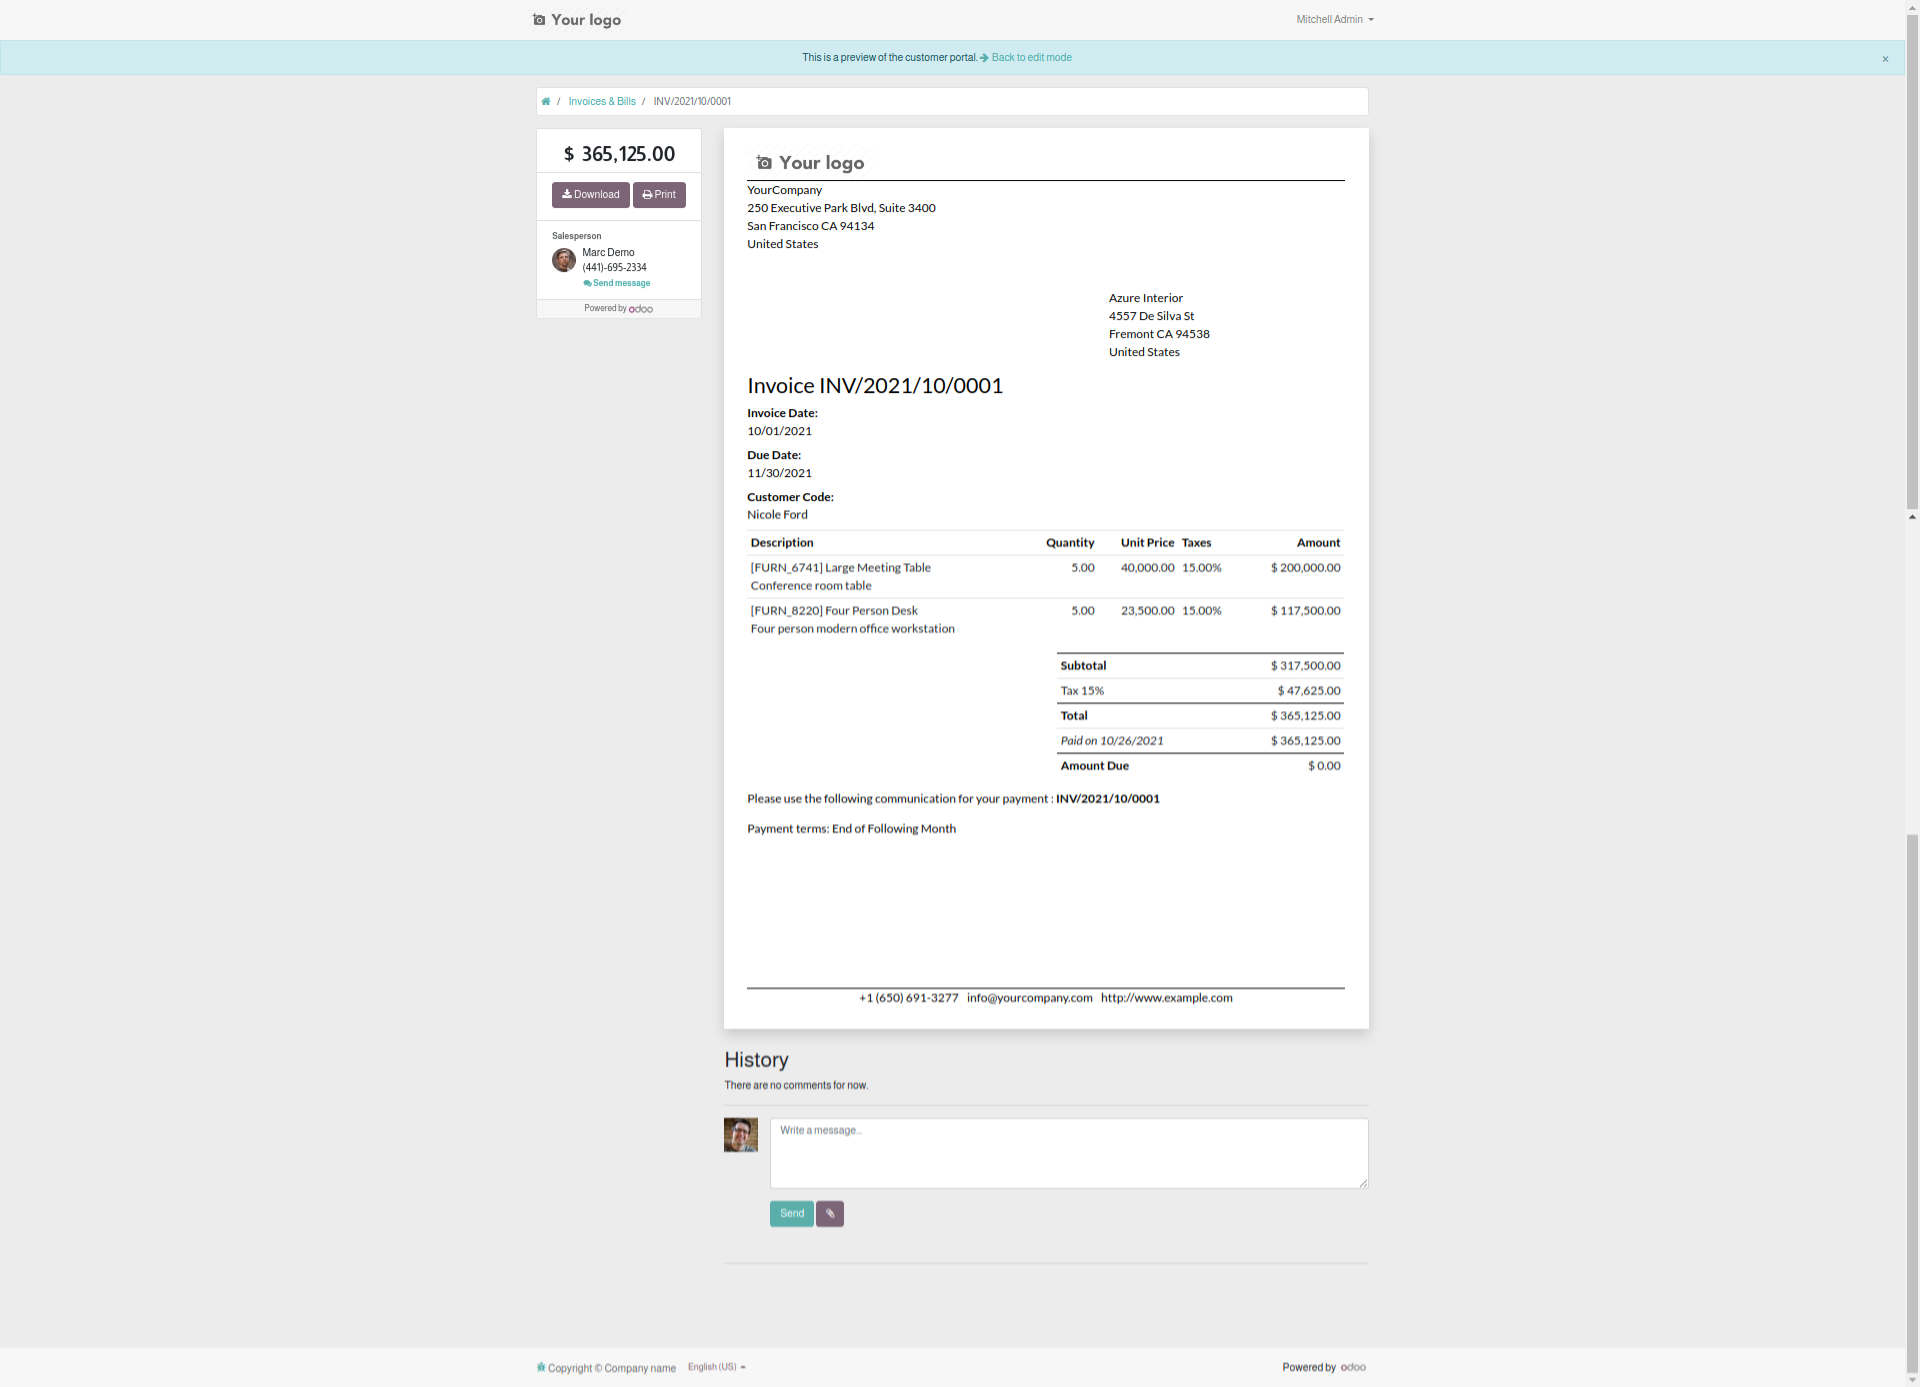 Your logo
Mitchell Admin
This is a preview of the customer portal. Back to edit mode
×
/ Invoices & Bills / INV/2021/10/0001
$ 365,125.00
Download Print
Salesperson
Marc Demo
(441)-695-2334
Send message
Powered by odoo
Your logo
YourCompany
250 Executive Park Blvd, Suite 3400
San Francisco CA 94134
United States
Azure Interior
4557 De Silva St
Fremont CA 94538
United States
Invoice INV/2021/10/0001
Invoice Date:
10/01/2021
Due Date:
11/30/2021
Customer Code:
Nicole Ford
Description Quantity Unit Price Taxes Amount
[FURN_6741] Large Meeting Table 5.00 40,000.00 15.00% $ 200,000.00
Conference room table
[FURN_8220] Four Person Desk 5.00 23,500.00 15.00% $ 117,500.00
Four person modern office workstation
Subtotal $ 317,500.00
Tax 15% $ 47,625.00
Total $ 365,125.00
Paid on 10/26/2021 $ 365,125.00
Amount Due $ 0.00
Please use the following communication for your payment : INV/2021/10/0001
Payment terms: End of Following Month
+1 (650) 691-3277 info@yourcompany.com http://www.example.com
History
There are no comments for now.
Write a message...
Send
Copyright © Company name English (US)
Powered by odoo